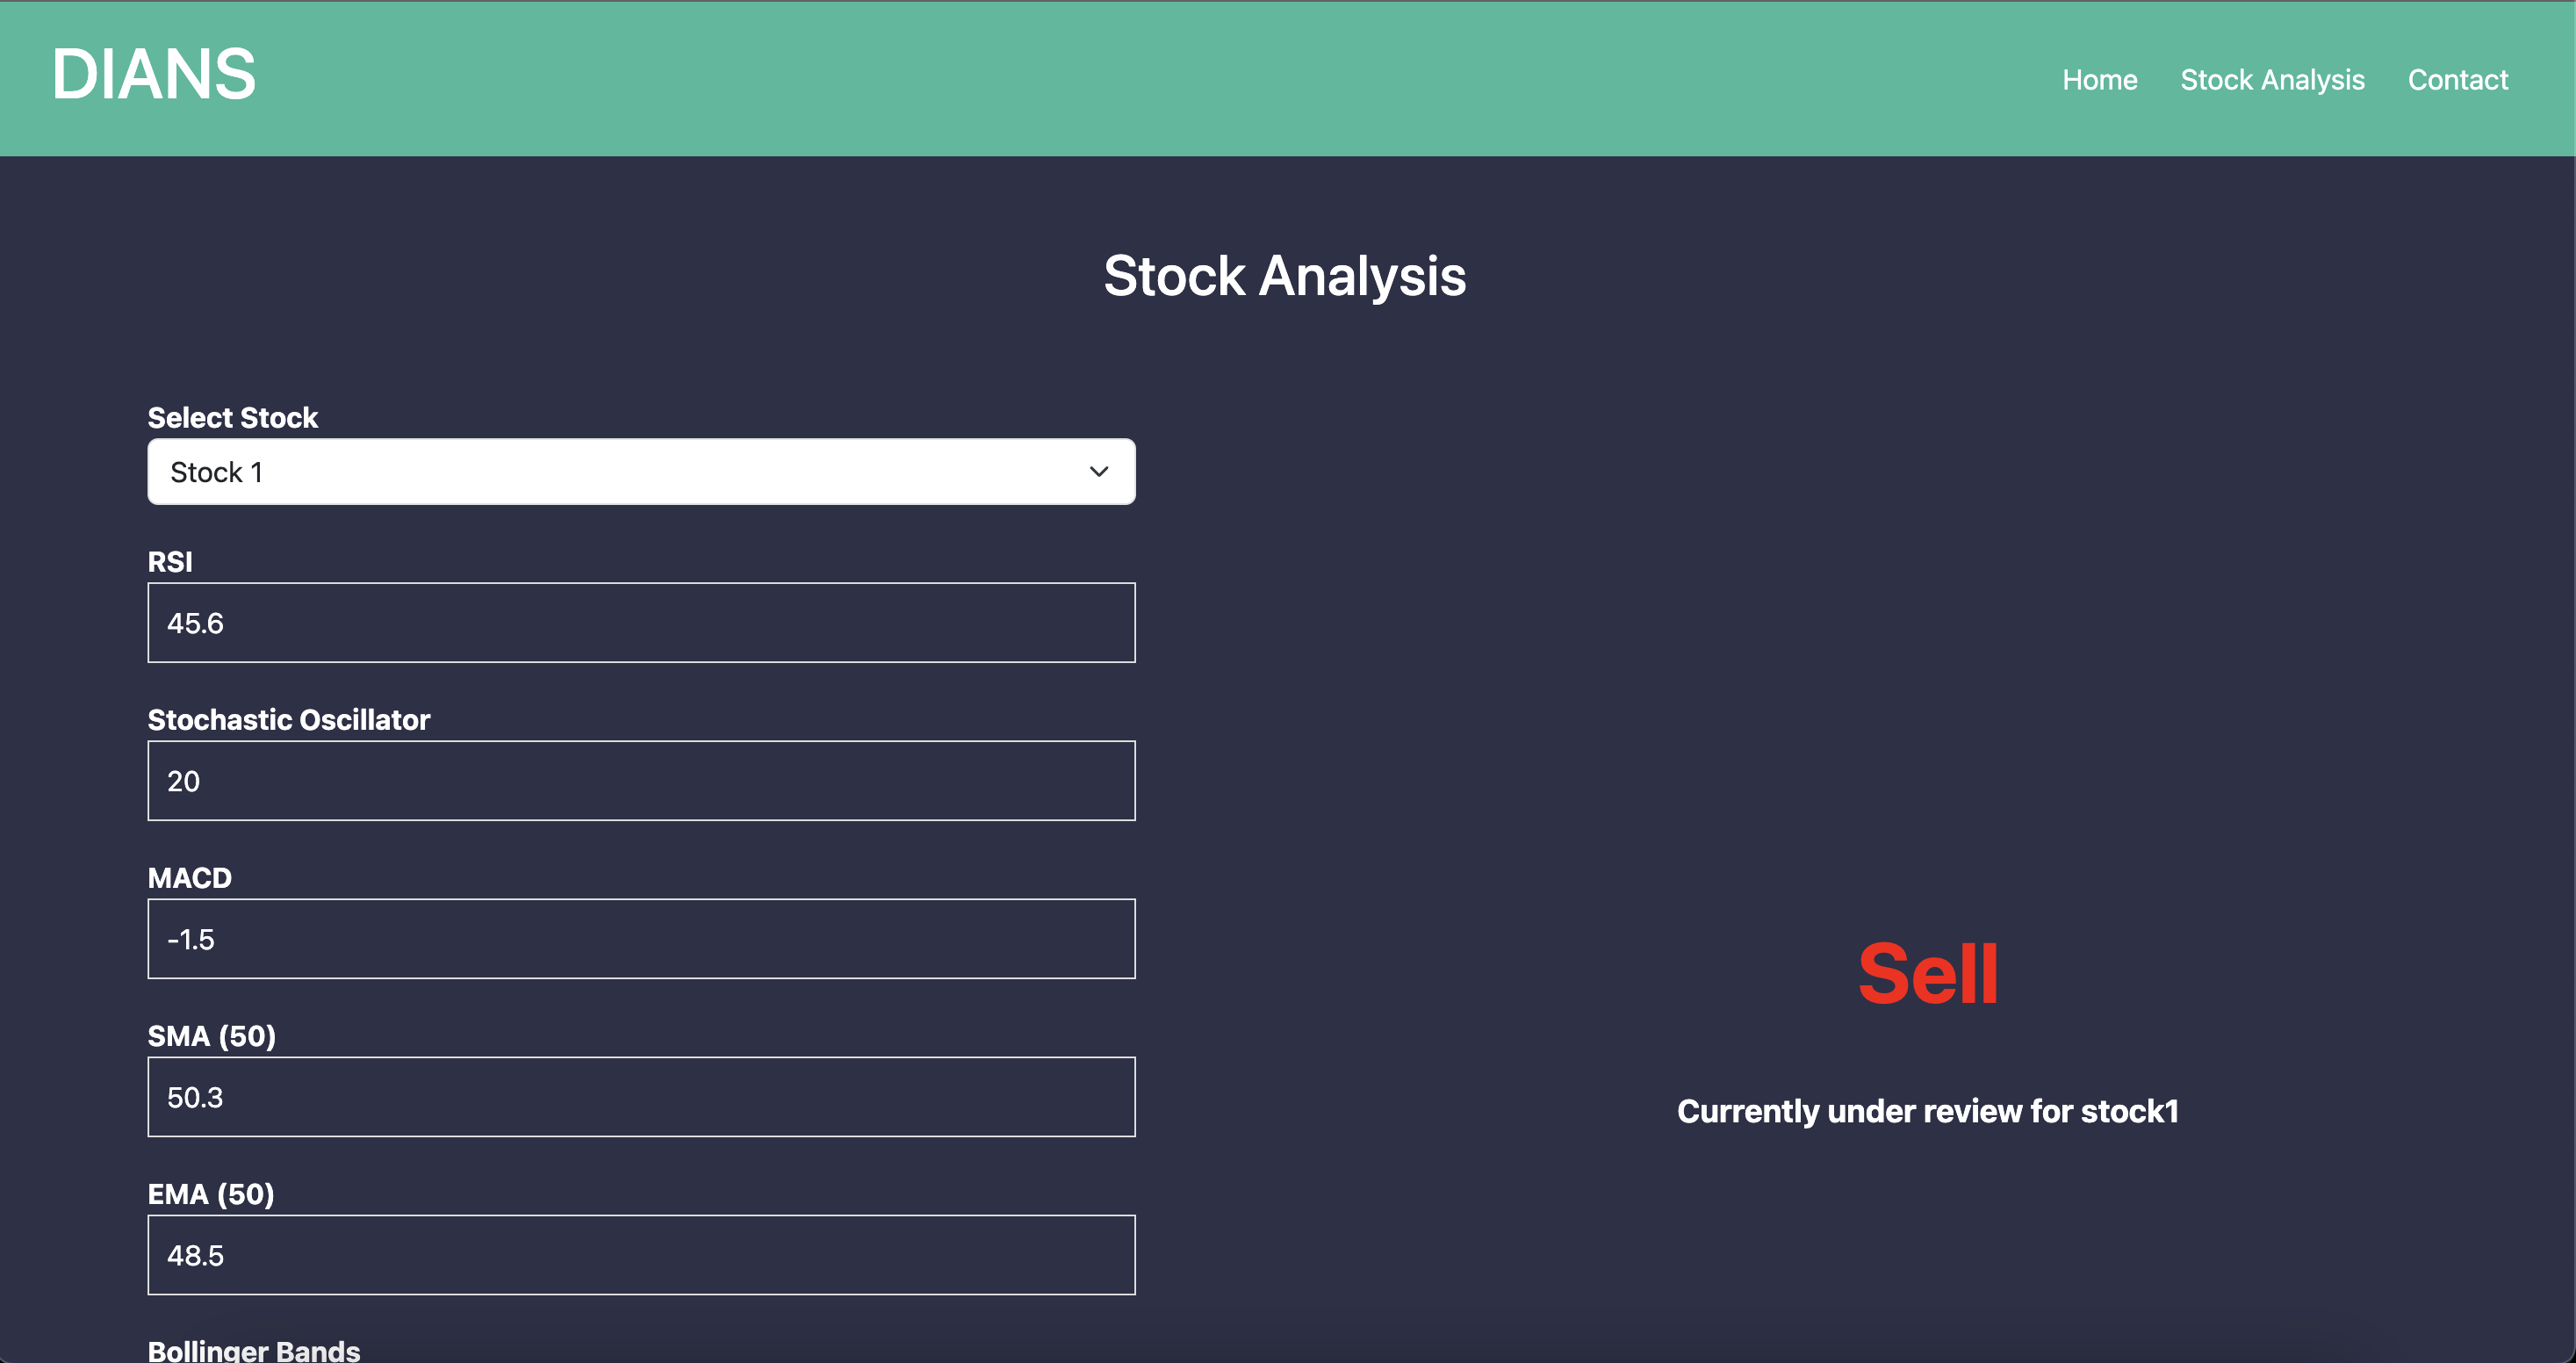 DIANS
Home Stock Analysis Contact
Stock Analysis
Select Stock
Stock 1
RSI
45.6
Stochastic Oscillator
20
MACD
-1.5
SMA (50)
50.3
EMA (50)
48.5
Bollinger Bands
Sell
Currently under review for stock1